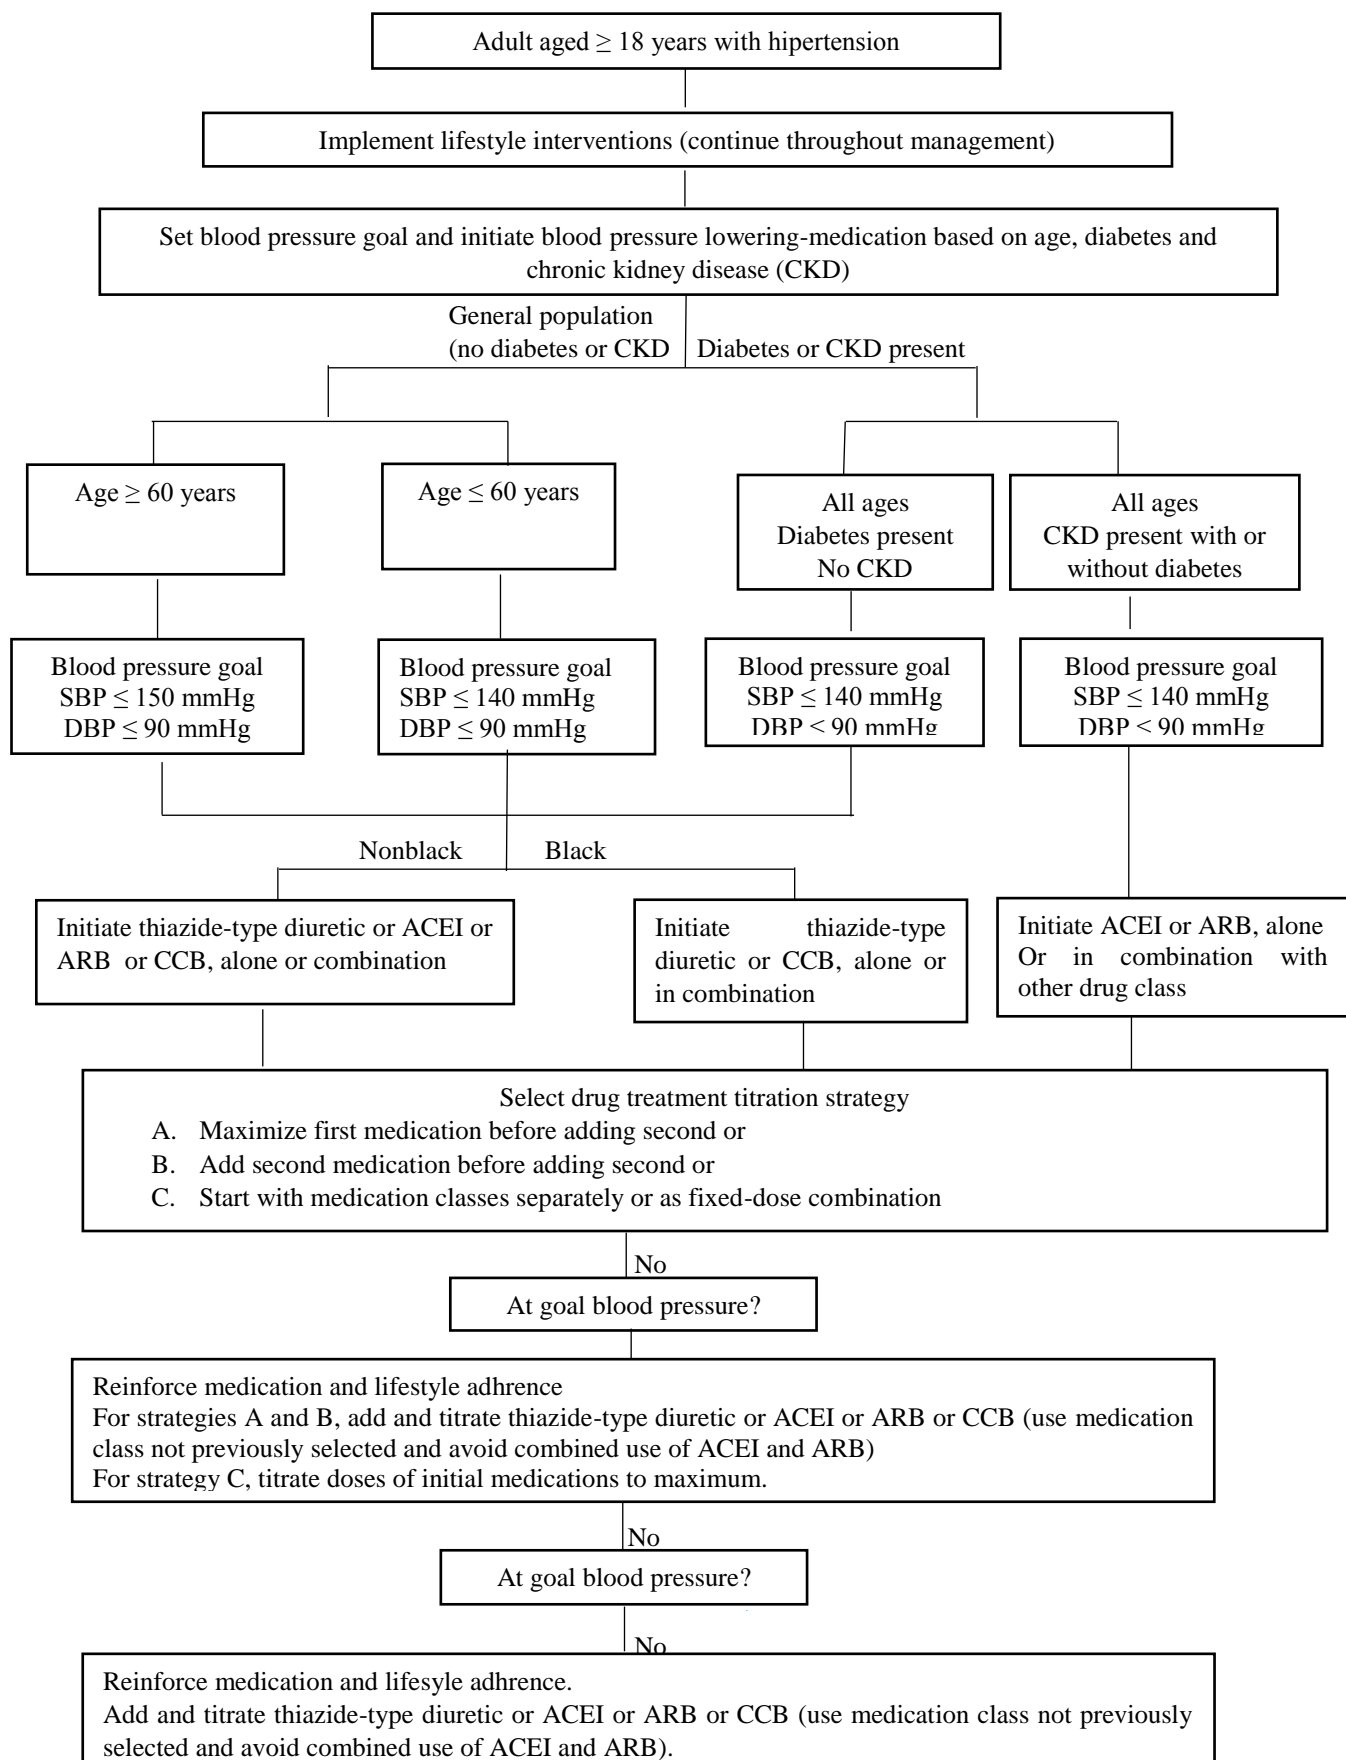 Adult aged ≥ 18 years with hipertension
Implement lifestyle interventions (continue throughout management)
Set blood pressure goal and initiate blood pressure lowering-medication based on age, diabetes and
chronic kidney disease (CKD)
General population
(no diabetes or CKD
Diabetes or CKD present
Age ≥ 60 years
Age ≤ 60 years
All ages
Diabetes present
No CKD
All ages
CKD present with or
without diabetes
Blood pressure goal
SBP ≤ 150 mmHg
DBP ≤ 90 mmHg
Blood pressure goal
SBP ≤ 140 mmHg
DBP ≤ 90 mmHg
Blood pressure goal
SBP ≤ 140 mmHg
DBP < 90 mmHg
Blood pressure goal
SBP ≤ 140 mmHg
DBP < 90 mmHg
Nonblack
Black
Initiate thiazide-type diuretic or ACEI or
ARB or CCB, alone or combination
Initiate thiazide-type
diuretic or CCB, alone or
in combination
Initiate ACEI or ARB, alone
Or in combination with
other drug class
Select drug treatment titration strategy
A. Maximize first medication before adding second or
B. Add second medication before adding second or
C. Start with medication classes separately or as fixed-dose combination
No
At goal blood pressure?
Reinforce medication and lifestyle adhrence
For strategies A and B, add and titrate thiazide-type diuretic or ACEI or ARB or CCB (use medication
class not previously selected and avoid combined use of ACEI and ARB)
For strategy C, titrate doses of initial medications to maximum.
No
At goal blood pressure?
No
Reinforce medication and lifesyle adhrence.
Add and titrate thiazide-type diuretic or ACEI or ARB or CCB (use medication class not previously
selected and avoid combined use of ACEI and ARB).